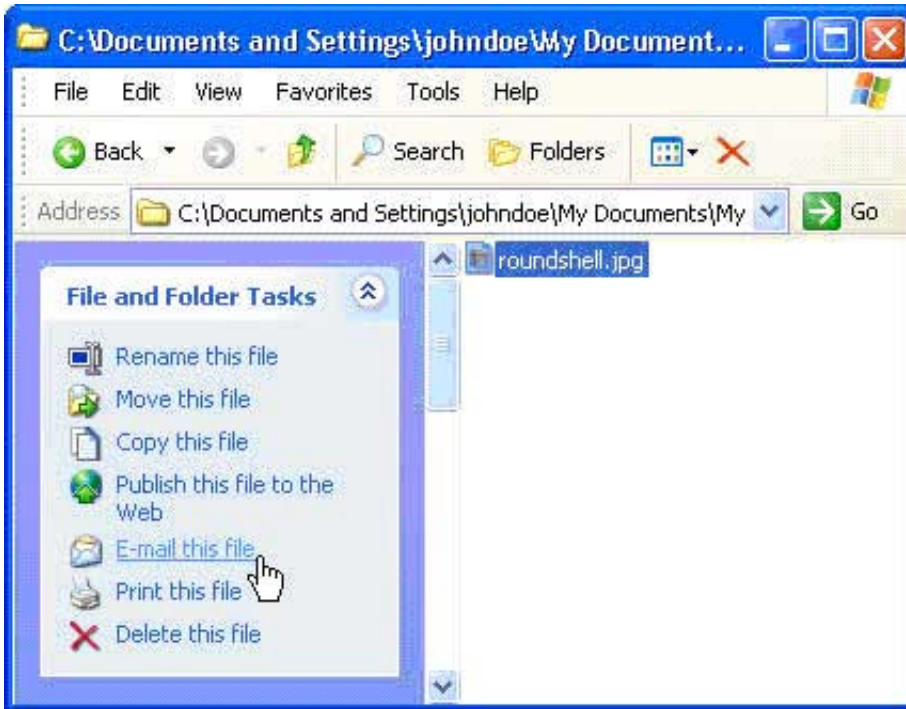 C:\Documents and Settings\johndoe\My Document...
File Edit View Favorites Tools Help
Back Search Folders
Address C:\Documents and Settings\johndoe\My Documents\My Go
roundshell.jpg
File and Folder Tasks
Rename this file
Move this file
Copy this file
Publish this file to the
Web
E-mail this file
Print this file
Delete this file